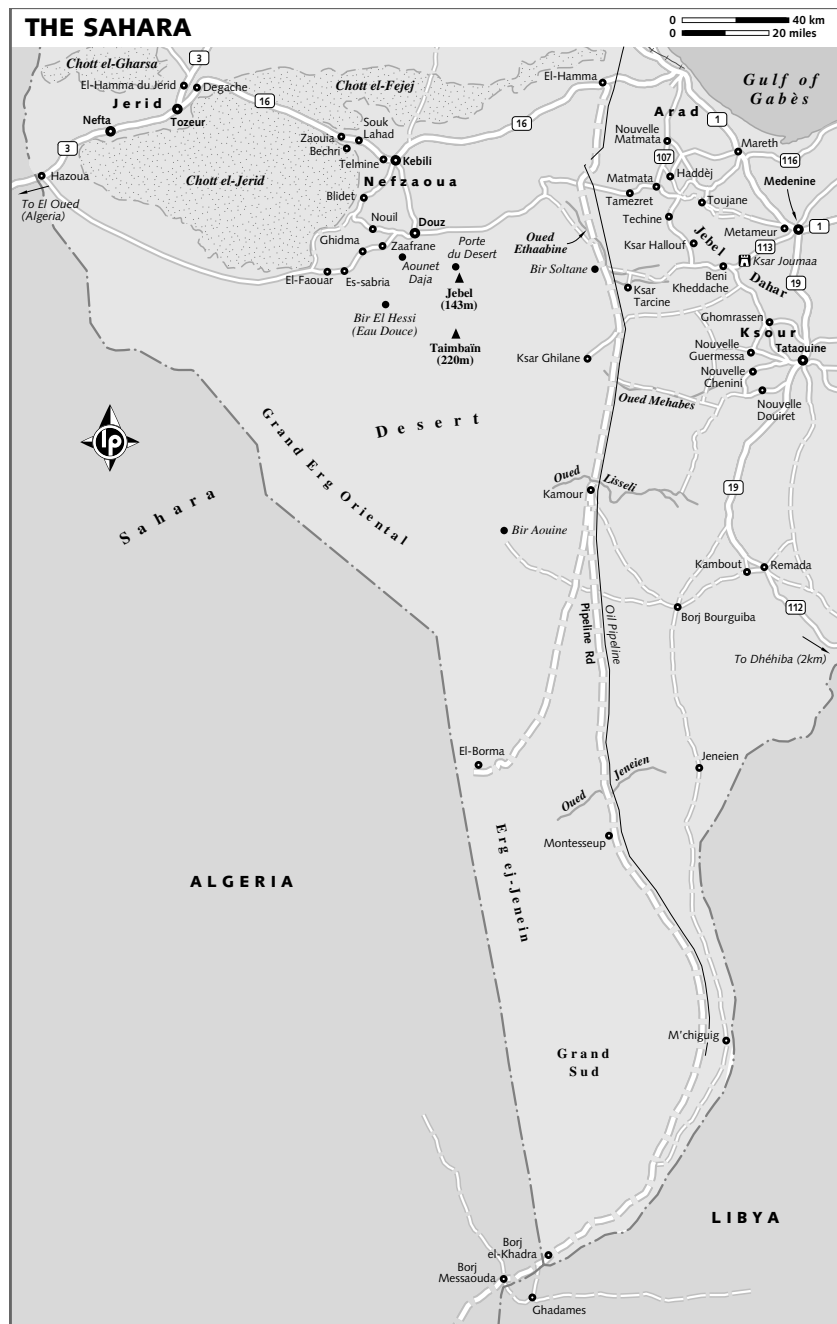 THE SAHARA
0 40 km
0 20 miles
Chott el-Gharsa
3
El-Hamma du Jerid
Degache
Chott el-Fejej
El-Hamma
Gulf of
Gabès
Jerid
Nefta
Tozeur
16
Souk
Lahad
Zaouia
Bechri
Telmine
Kebili
16
Arad
1
Nouvelle
Matmata
Mareth
116
107
3
Hazoua
To El Oued
(Algeria)
Chott el-Jerid
Nefzaoua
Blidet
Haddèj
Matmata
Tamezret
Toujane
Medenine
Techine
Metameur
1
Nouil
Douz
Ghidma
Zaafrane
Oued
Ethaabine
Porte
du Desert
Ksar Hallouf
Jebel
113
Ksar Joumaa
El-Faouar
Es-sabria
Aounet
Daja
Bir Soltane
Beni
Kheddache
Dahar
19
Jebel
(143m)
Ksar
Tarcine
Bir El Hessi
(Eau Douce)
Ghomrassen
Ksour
Taimbaïn
(220m)
Ksar Ghilane
Nouvelle
Guermessa
Tataouine
Nouvelle
Chenini
Oued Mehabes
Nouvelle
Douiret
lp
Grand Erg Oriental
Desert
Sahara
Oued Lisseli
Kamour
19
Bir Aouine
Kambout
Remada
Borj Bourguiba
112
Pipeline Rd
Oil Pipeline
To Dhéhiba (2km)
El-Borma
Jeneien
Oued Jeneien
Montesseup
Erg ej-Jenein
ALGERIA
M'chiguig
Grand
Sud
LIBYA
Borj
el-Khadra
Borj
Messaouda
Ghadames